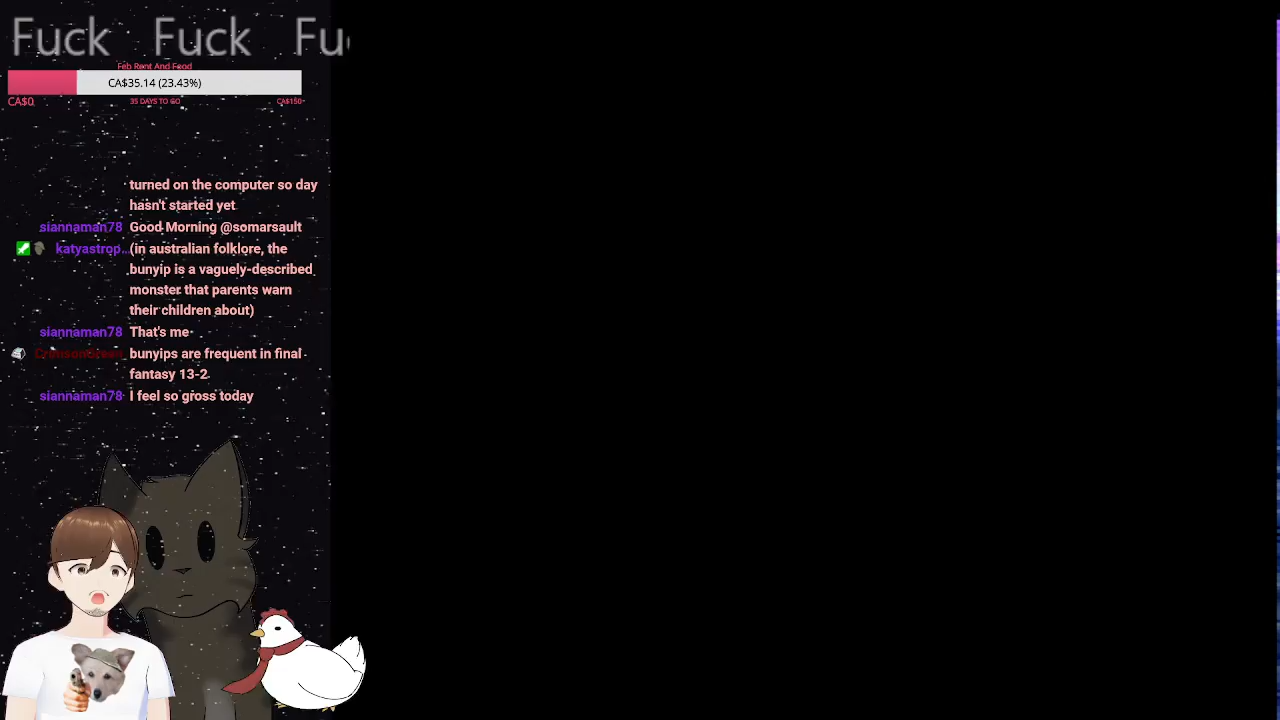 Fuck Fuck Fu
Feb Rent And Food
CA$35.14 (23.43%)
CA$0 35 DAYS TO GO CA$150
turned on the computer so day
hasn't started yet
siannaman78 Good Morning @somarsault
katyastrop... (in australian folklore, the
bunyip is a vaguely-described
monster that parents warn
their children about)
siannaman78 That's me
bunyips are frequent in final
fantasy 13-2
siannaman78 I feel so gross today